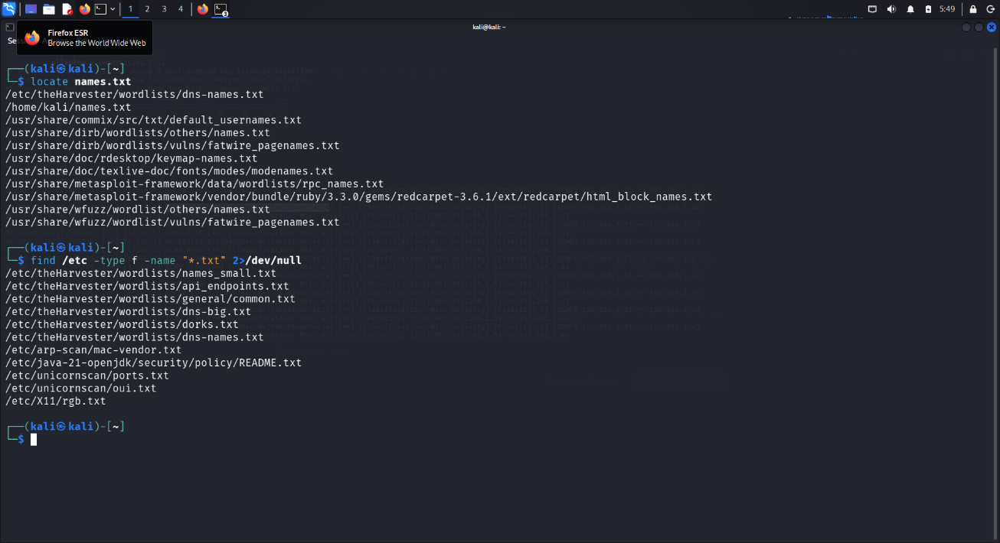 1 2 3 4 3 5:49
kali@kali: ~
Firefox ESR
Browse the World Wide Web
┌──(kali㉿kali)-[~]
└─$ locate names.txt
/etc/theHarvester/wordlists/dns-names.txt
/home/kali/names.txt
/usr/share/commix/src/txt/default_usernames.txt
/usr/share/dirb/wordlists/others/names.txt
/usr/share/dirb/wordlists/vulns/fatwire_pagenames.txt
/usr/share/doc/rdesktop/keymap-names.txt
/usr/share/doc/texlive-doc/fonts/modes/modenames.txt
/usr/share/metasploit-framework/data/wordlists/rpc_names.txt
/usr/share/metasploit-framework/vendor/bundle/ruby/3.3.0/gems/redcarpet-3.6.1/ext/redcarpet/html_block_names.txt
/usr/share/wfuzz/wordlist/others/names.txt
/usr/share/wfuzz/wordlist/vulns/fatwire_pagenames.txt
┌──(kali㉿kali)-[~]
└─$ find /etc -type f -name "*.txt" 2>/dev/null
/etc/theHarvester/wordlists/names_small.txt
/etc/theHarvester/wordlists/api_endpoints.txt
/etc/theHarvester/wordlists/general/common.txt
/etc/theHarvester/wordlists/dns-big.txt
/etc/theHarvester/wordlists/dorks.txt
/etc/theHarvester/wordlists/dns-names.txt
/etc/arp-scan/mac-vendor.txt
/etc/java-21-openjdk/security/policy/README.txt
/etc/unicornscan/ports.txt
/etc/unicornscan/oui.txt
/etc/X11/rgb.txt
┌──(kali㉿kali)-[~]
└─$